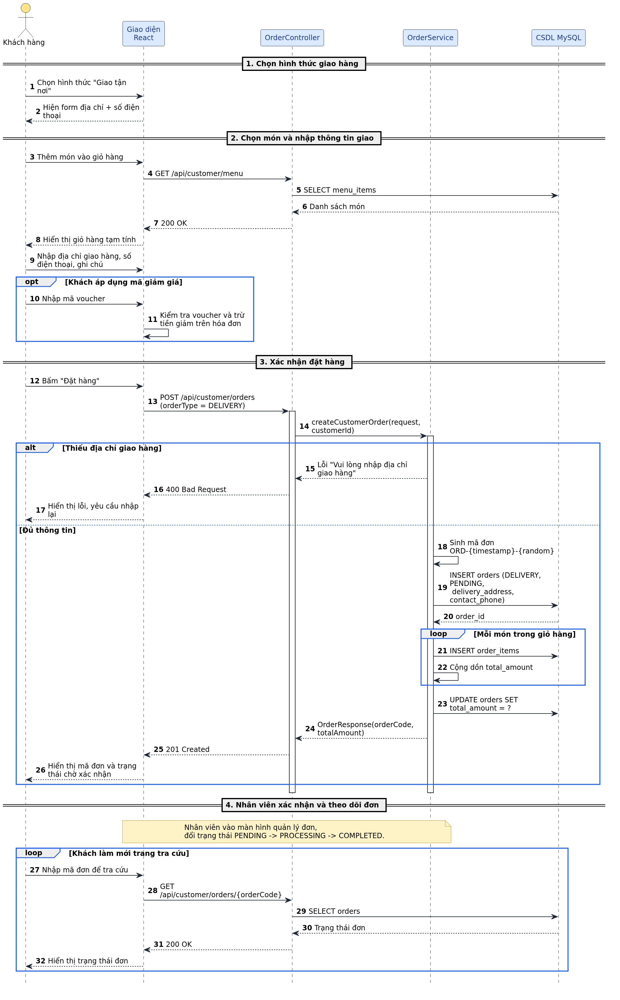 Khách hàng
Giao diện
React
OrderController
OrderService
CSDL MySQL
1. Chọn hình thức giao hàng
1 Chọn hình thức "Giao tận
nơi"
2 Hiện form địa chỉ + số điện
thoại
2. Chọn món và nhập thông tin giao
3 Thêm món vào giỏ hàng
4 GET /api/customer/menu
5 SELECT menu_items
6 Danh sách món
7 200 OK
8 Hiển thị giỏ hàng tạm tính
9 Nhập địa chỉ giao hàng, số
điện thoại, ghi chú
opt [Khách áp dụng mã giảm giá]
10 Nhập mã voucher
11 Kiểm tra voucher và trừ
tiền giảm trên hóa đơn
3. Xác nhận đặt hàng
12 Bấm "Đặt hàng"
13 POST /api/customer/orders
(orderType = DELIVERY)
14 createCustomerOrder(request,
customerId)
alt [Thiếu địa chỉ giao hàng]
15 Lỗi "Vui lòng nhập địa chỉ
giao hàng"
16 400 Bad Request
17 Hiển thị lỗi, yêu cầu nhập
lại
[Đủ thông tin]
18 Sinh mã đơn
ORD-{timestamp}-{random}
19 INSERT orders (DELIVERY,
PENDING,
delivery_address,
contact_phone)
20 order_id
loop [Mỗi món trong giỏ hàng]
21 INSERT order_items
22 Cộng dồn total_amount
23 UPDATE orders SET
total_amount = ?
24 OrderResponse(orderCode,
totalAmount)
25 201 Created
26 Hiển thị mã đơn và trạng
thái chờ xác nhận
4. Nhân viên xác nhận và theo dõi đơn
Nhân viên vào màn hình quản lý đơn,
đổi trạng thái PENDING -> PROCESSING -> COMPLETED.
loop [Khách làm mới trang tra cứu]
27 Nhập mã đơn để tra cứu
28 GET
/api/customer/orders/{orderCode}
29 SELECT orders
30 Trạng thái đơn
31 200 OK
32 Hiển thị trạng thái đơn